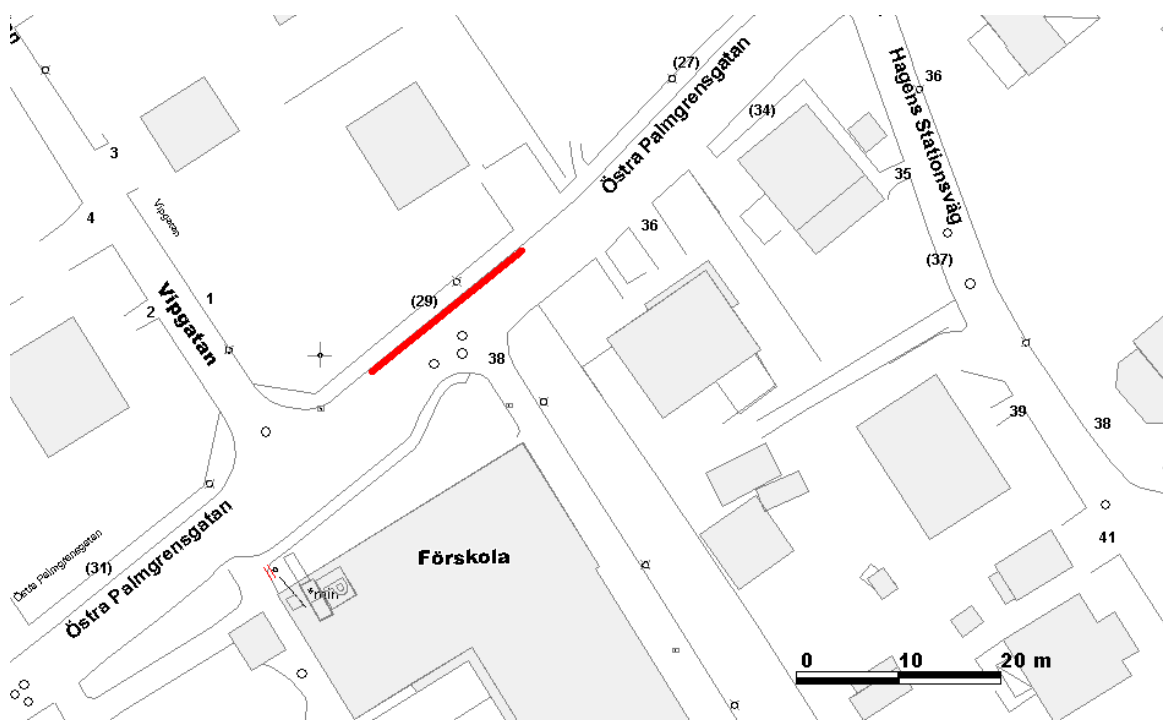 (27)
Östra Palmgrensgatan
36
Hagens Stationsväg
(34)
3
35
4
Vipgatan
36
(37)
1
(29)
2
Vipgatan
38
39
38
Förskola
41
Östra Palmgrensgatan
(31)
Östra Palmgrensgatan
P
0 10 20 m